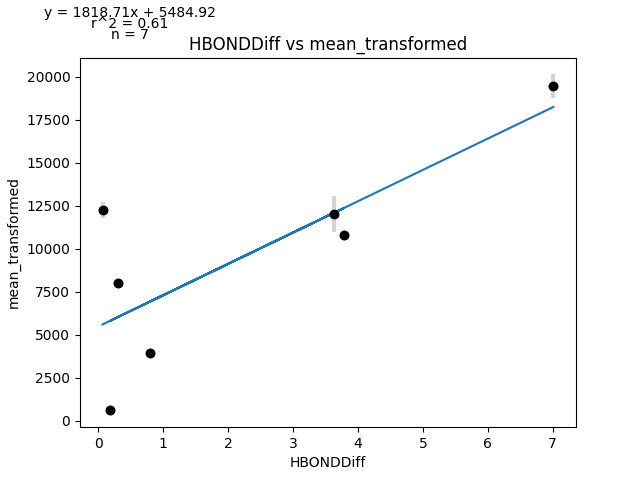 y = 1818.71x + 5484.92
r^2 = 0.61
n = 7
HBONDDiff vs mean_transformed
mean_transformed
20000
17500
15000
12500
10000
7500
5000
2500
0
0 1 2 3 4 5 6 7
HBONDDiff